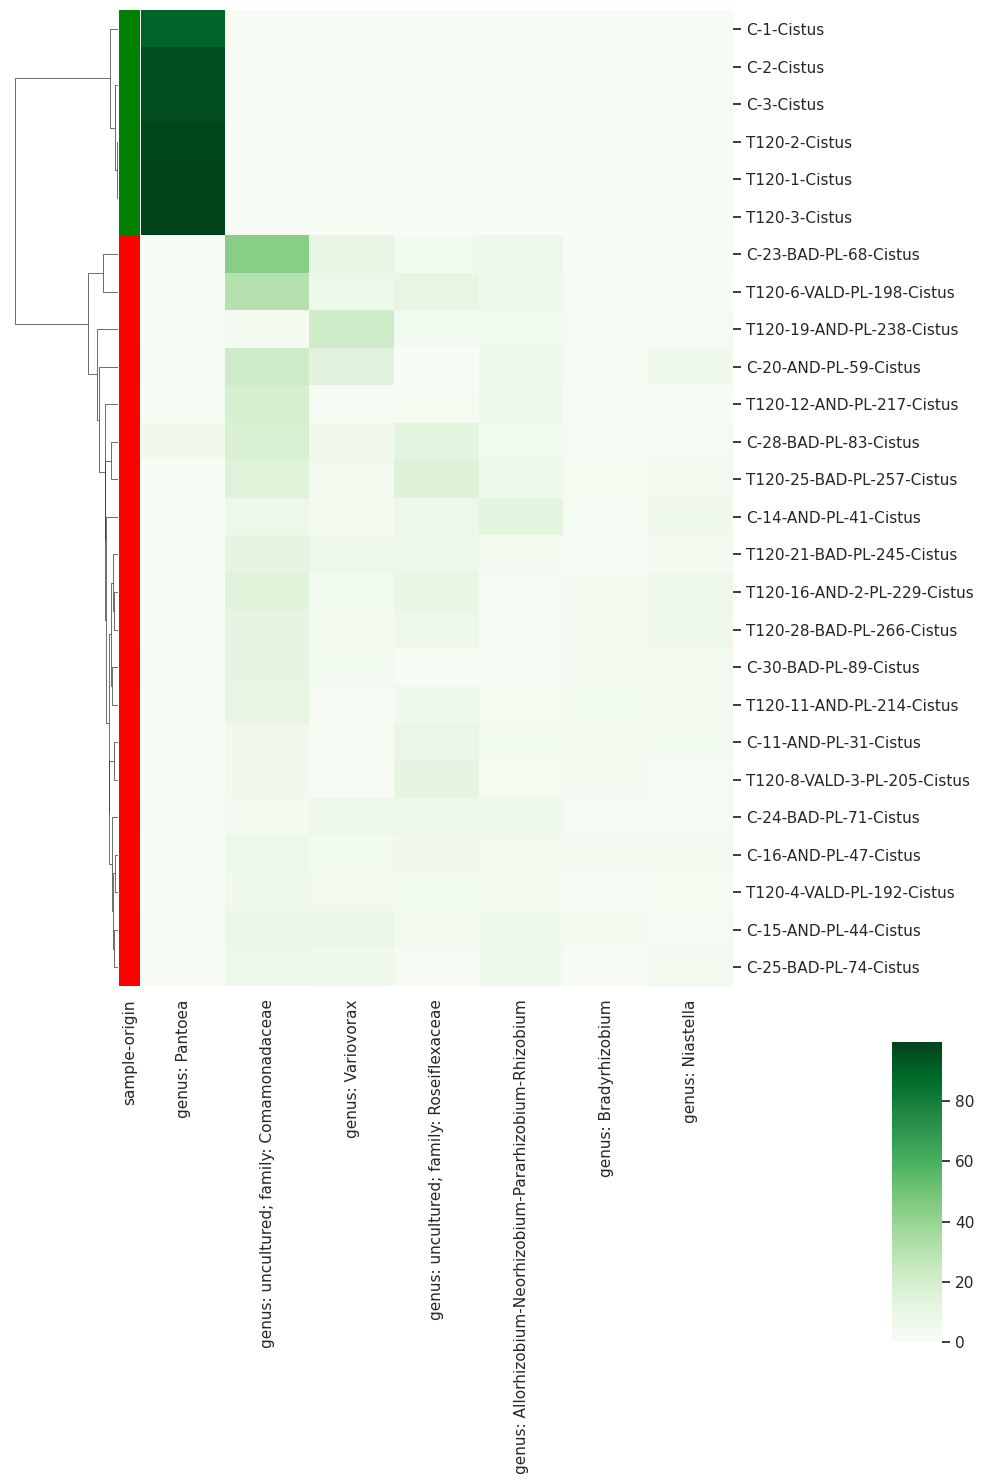 C-1-Cistus
C-2-Cistus
C-3-Cistus
T120-2-Cistus
T120-1-Cistus
T120-3-Cistus
C-23-BAD-PL-68-Cistus
T120-6-VALD-PL-198-Cistus
T120-19-AND-PL-238-Cistus
C-20-AND-PL-59-Cistus
T120-12-AND-PL-217-Cistus
C-28-BAD-PL-83-Cistus
T120-25-BAD-PL-257-Cistus
C-14-AND-PL-41-Cistus
T120-21-BAD-PL-245-Cistus
T120-16-AND-2-PL-229-Cistus
T120-28-BAD-PL-266-Cistus
C-30-BAD-PL-89-Cistus
T120-11-AND-PL-214-Cistus
C-11-AND-PL-31-Cistus
T120-8-VALD-3-PL-205-Cistus
C-24-BAD-PL-71-Cistus
C-16-AND-PL-47-Cistus
T120-4-VALD-PL-192-Cistus
C-15-AND-PL-44-Cistus
C-25-BAD-PL-74-Cistus
sample-origin
genus: Pantoea
genus: uncultured; family: Comamonadaceae
genus: Variovorax
genus: uncultured; family: Roseiflexaceae
genus: Allorhizobium-Neorhizobium-Pararhizobium-Rhizobium
genus: Bradyrhizobium
genus: Niastella
80
60
40
20
0